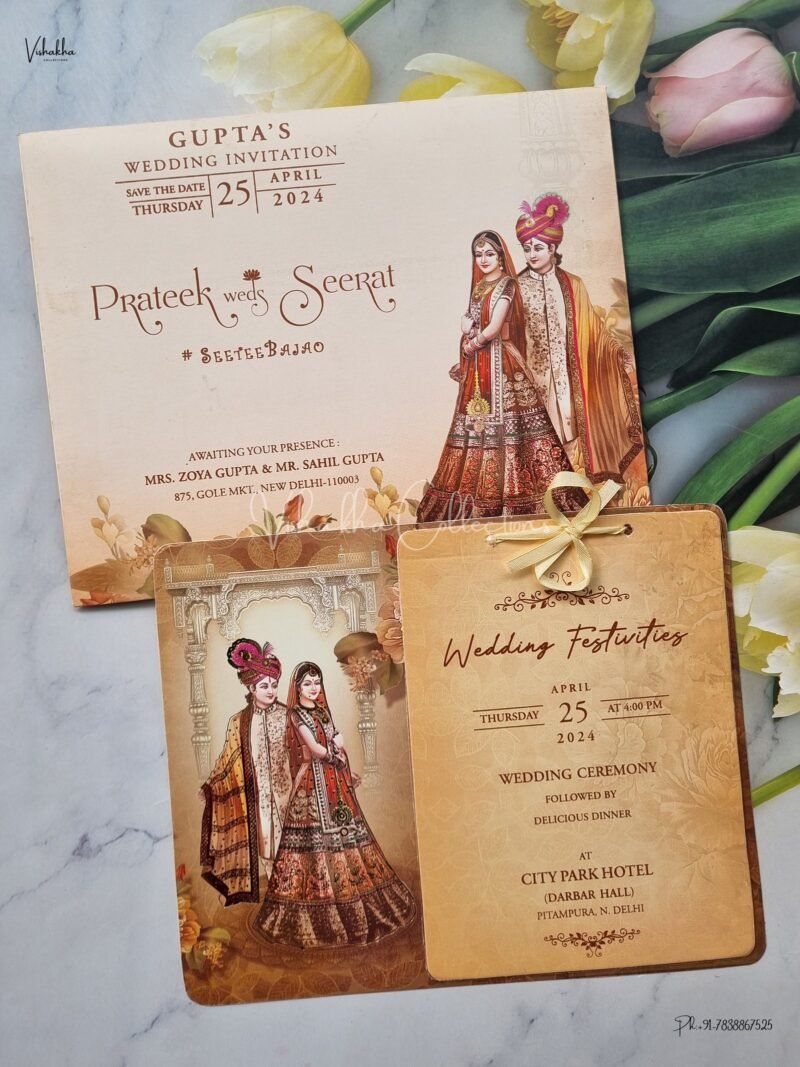 Vishakha
COLLECTIONS
GUPTA'S
WEDDING INVITATION
SAVE THE DATE
THURSDAY
25
APRIL
2024
Prateek weds Seerat
# SEETEEBAJAO
AWAITING YOUR PRESENCE :
MRS. ZOYA GUPTA & MR. SAHIL GUPTA
875, GOLE MKT., NEW DELHI-110003
Vishakha Collections
Wedding Festivities
APRIL
THURSDAY 25 AT 4:00 PM
2024
WEDDING CEREMONY
FOLLOWED BY
DELICIOUS DINNER
AT
CITY PARK HOTEL
(DARBAR HALL)
PITAMPURA, N. DELHI
Ph.+91-7838867525